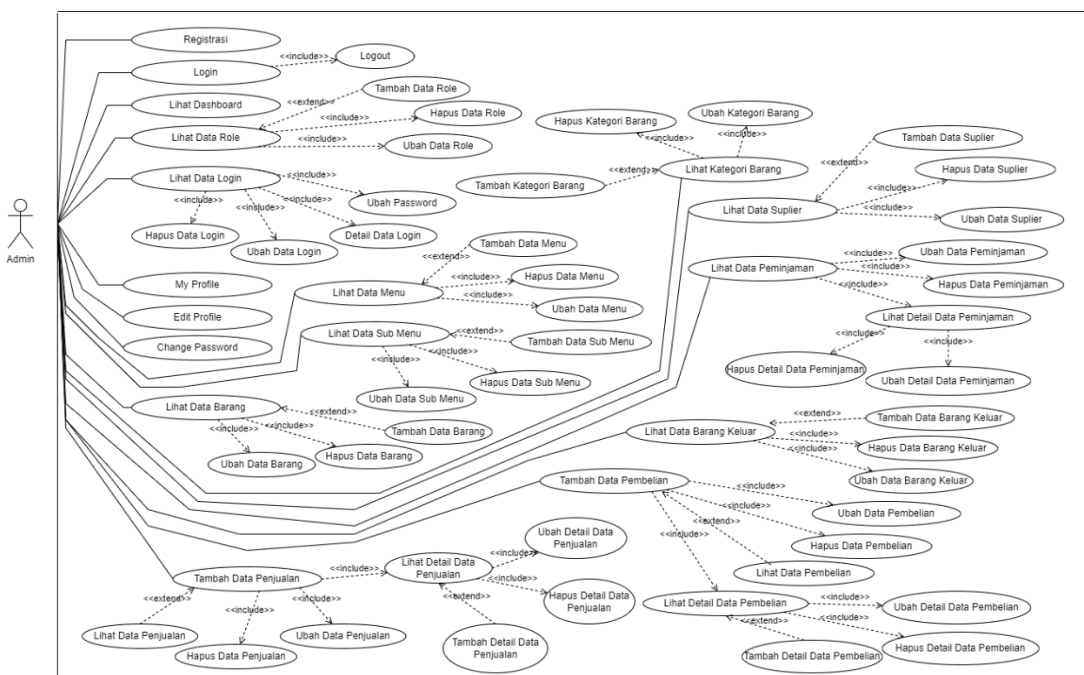 Registrasi
<<include>>
Logout
Login
Tambah Data Role
<<extend>>
Lihat Dashboard
Hapus Data Role
<<include>>
Lihat Data Role
<<include>>
Ubah Data Role
Lihat Data Login
<<include>>
<<include>>
<<include>>
<<include>>
Ubah Password
Hapus Data Login
Detail Data Login
Ubah Data Login
Admin
My Profile
Edit Profile
Change Password
Tambah Data Menu
<<extend>>
Lihat Data Menu
<<include>>
Hapus Data Menu
<<include>>
Ubah Data Menu
Lihat Data Sub Menu
<<extend>>
Tambah Data Sub Menu
<<include>>
<<include>>
Hapus Data Sub Menu
Ubah Data Sub Menu
Lihat Data Barang
<<extend>>
Tambah Data Barang
<<include>>
<<include>>
Ubah Data Barang
Hapus Data Barang
Hapus Kategori Barang
Ubah Kategori Barang
<<include>>
<<include>>
Tambah Kategori Barang
<<extend>>
Lihat Kategori Barang
Tambah Data Suplier
<<extend>>
Hapus Data Suplier
<<include>>
Lihat Data Suplier
<<include>>
Ubah Data Suplier
Lihat Data Peminjaman
<<include>>
Ubah Data Peminjaman
<<include>>
Hapus Data Peminjaman
<<include>>
Lihat Detail Data Peminjaman
<<include>>
<<include>>
Hapus Detail Data Peminjaman
Ubah Detail Data Peminjaman
Lihat Data Barang Keluar
<<extend>>
Tambah Data Barang Keluar
<<include>>
Hapus Data Barang Keluar
<<include>>
Ubah Data Barang Keluar
Tambah Data Pembelian
<<include>>
Ubah Data Pembelian
<<include>>
Hapus Data Pembelian
<<extend>>
<<include>>
Lihat Data Pembelian
Lihat Detail Data Pembelian
<<include>>
Ubah Detail Data Pembelian
<<include>>
Hapus Detail Data Pembelian
<<extend>>
Tambah Detail Data Pembelian
Tambah Data Penjualan
<<include>>
Lihat Detail Data
Penjualan
<<include>>
Ubah Detail Data
Penjualan
<<include>>
Hapus Detail Data
Penjualan
<<extend>>
Tambah Detail Data
Penjualan
<<extend>>
<<include>>
<<include>>
Lihat Data Penjualan
Hapus Data Penjualan
Ubah Data Penjualan